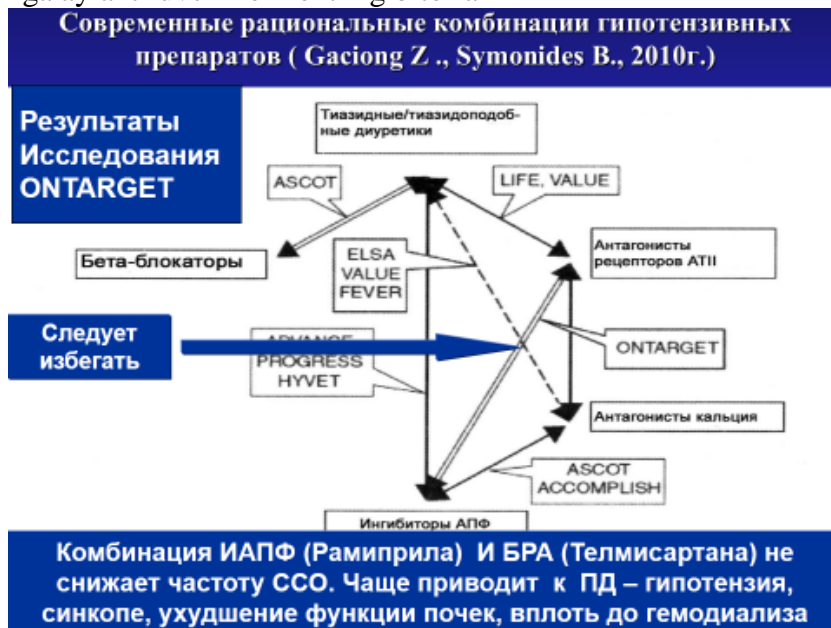 Современные рациональные комбинации гипотензивных
препаратов ( Gaciong Z ., Symonides B., 2010г.)
Результаты
Исследования
ONTARGET
Тиазидные/тиазидоподоб-
ные диуретики
ASCOT
LIFE, VALUE
Бета-блокаторы
ELSA
VALUE
FEVER
Антагонисты
рецепторов АТII
Следует
избегать
ADVANCE
PROGRESS
HYVET
ONTARGET
Антагонисты кальция
ASCOT
ACCOMPLISH
Ингибиторы АПФ
Комбинация ИАПФ (Рамиприла) И БРА (Телмисартана) не
снижает частоту ССО. Чаще приводит к ПД – гипотензия,
синкопе, ухудшение функции почек, вплоть до гемодиализа